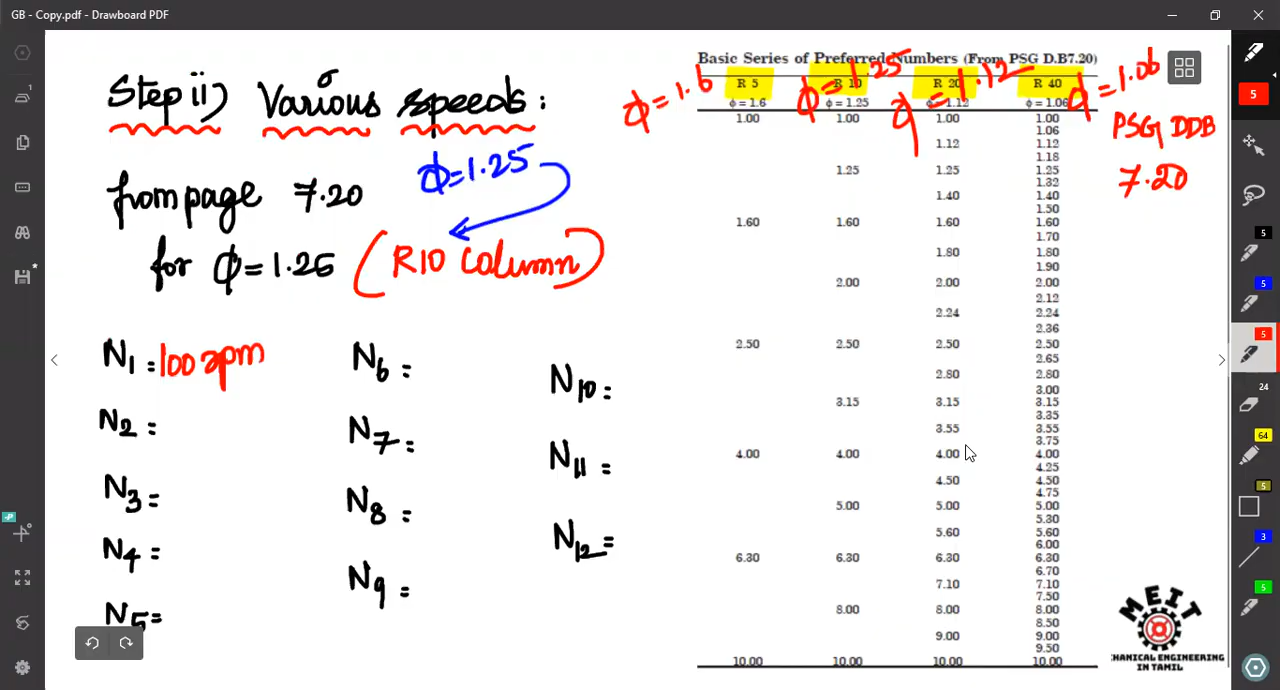 GB - Copy.pdf - Drawboard PDF
Step ii) Various speeds :
from page 7.20
ϕ=1.25
for ϕ = 1.25 (R10 column)
N1 = 100 rpm
N2 =
N3 =
N4 =
N5 =
N6 =
N7 =
N8 =
N9 =
N10 =
N11 =
N12 =
Basic Series of Preferred Numbers (From PSG D.B7.20)
ϕ=1.6 ϕ=1.25 ϕ=1.12 ϕ=1.06
R 5 R 10 R 20 R 40
ϕ = 1.6 ϕ = 1.25 ϕ = 1.12 ϕ = 1.06
PSG DDB
7.20
1.00 1.00 1.00 1.00
1.06
1.12 1.12
1.18
1.25 1.25 1.25
1.32
1.40 1.40
1.50
1.60 1.60 1.60 1.60
1.70
1.80 1.80
1.90
2.00 2.00 2.00
2.12
2.24 2.24
2.36
2.50 2.50 2.50 2.50
2.65
2.80 2.80
3.00
3.15 3.15 3.15
3.35
3.55 3.55
3.75
4.00 4.00 4.00 4.00
4.25
4.50 4.50
4.75
5.00 5.00 5.00
5.30
5.60 5.60
6.00
6.30 6.30 6.30 6.30
6.70
7.10 7.10
7.50
8.00 8.00 8.00
8.50
9.00 9.00
9.50
10.00 10.00 10.00 10.00
MEIT
CHANICAL ENGINEERING
IN TAMIL
5
5
5
5
24
64
5
3
5